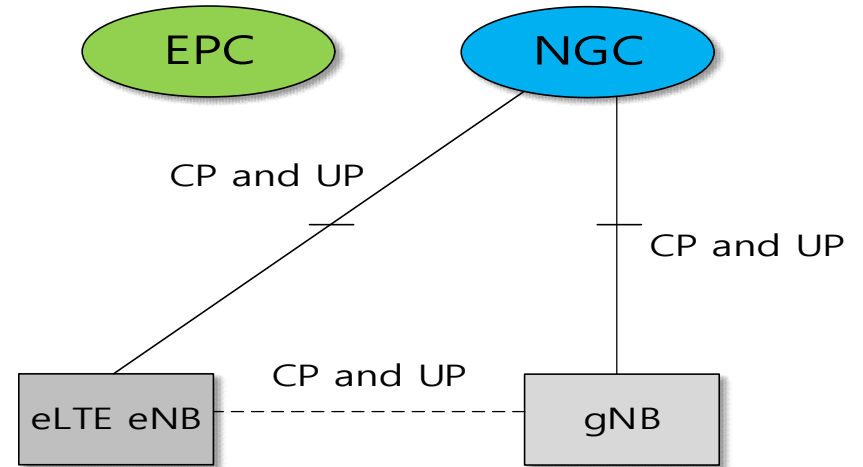 EPC
NGC
CP and UP
CP and UP
CP and UP
eLTE eNB
gNB